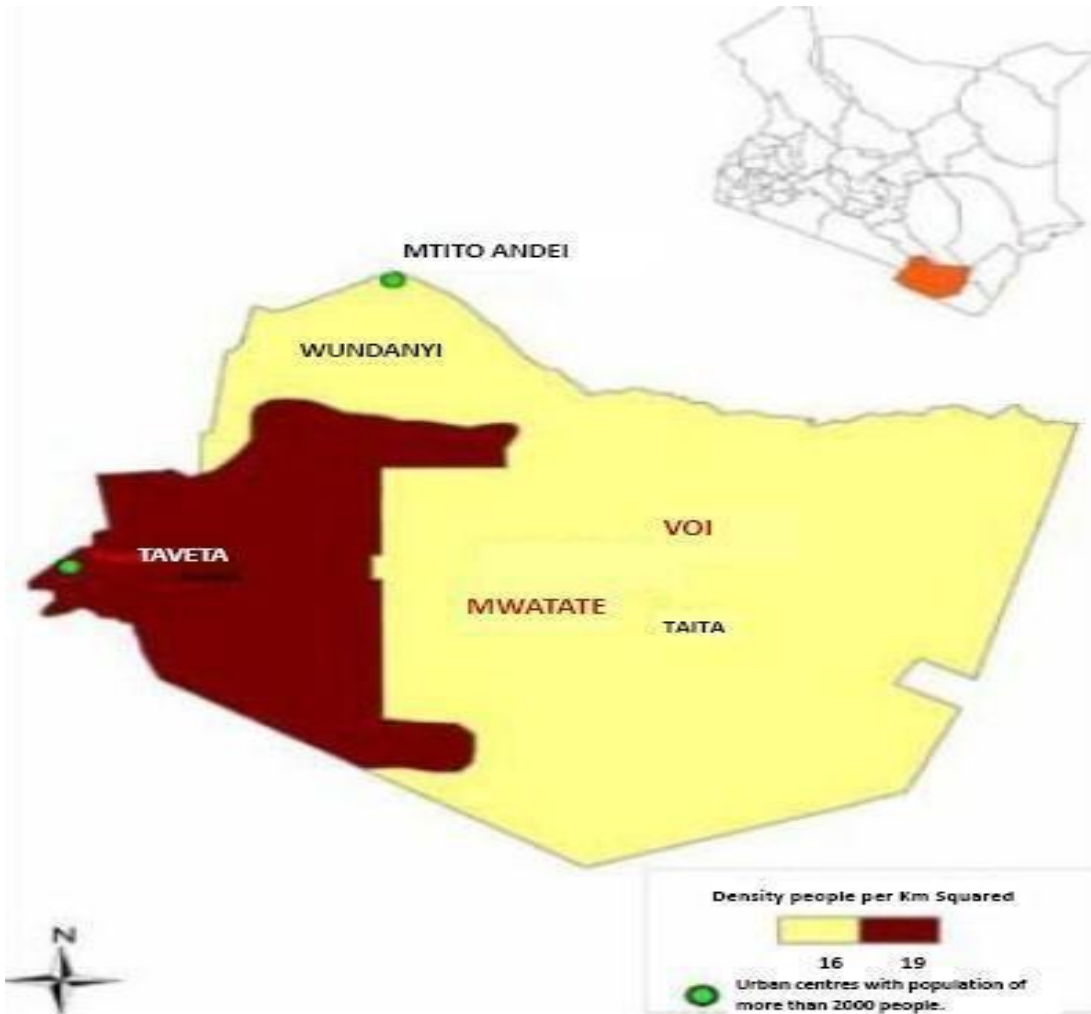 MTITO ANDEI
WUNDANYI
VOI
TAVETA
MWATATE
TAITA
N
Density people per Km Squared
16 19
Urban centres with population of
more than 2000 people.